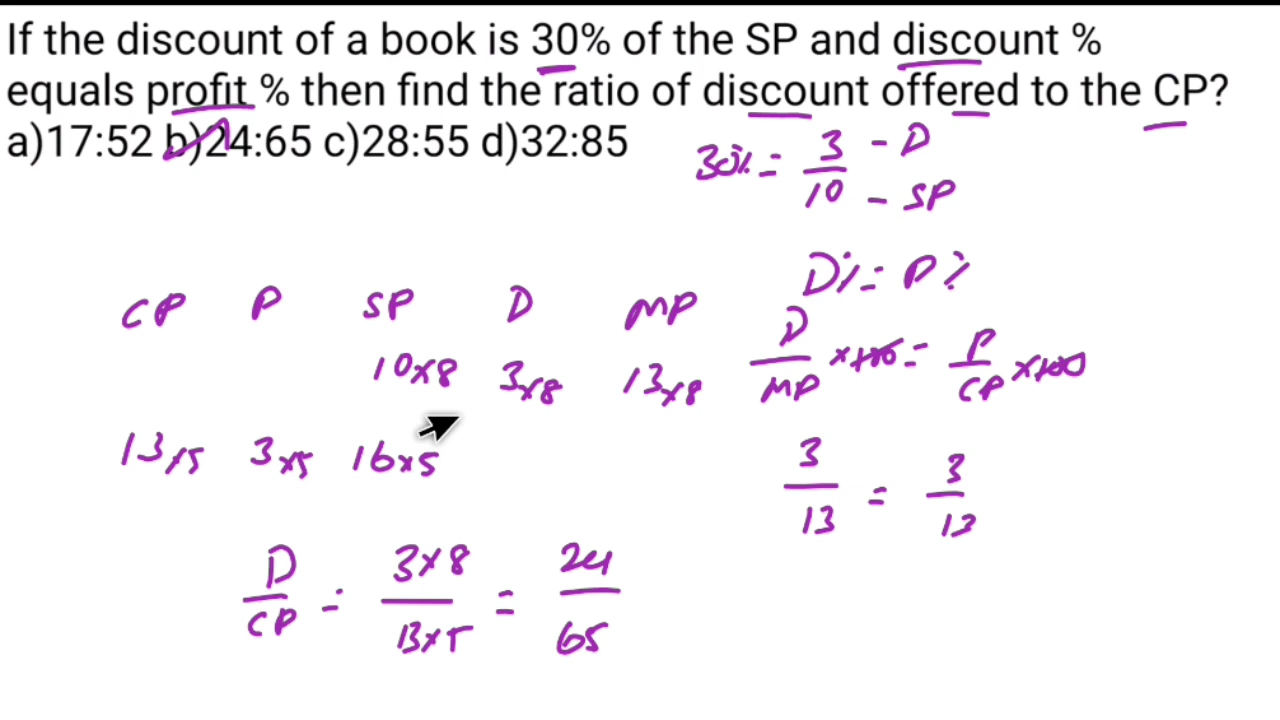 If the discount of a book is 30% of the SP and discount %
equals profit % then find the ratio of discount offered to the CP?
a)17:52 b)24:65 c)28:55 d)32:85
30% = 3/10 - D - SP
D% = P%
CP P SP D MP
D/MP × 100 = P/CP × 100
10×8 3×8 13×8
13×5 3×5 16×5
3/13 = 3/13
D/CP = 3×8/13×5 = 24/65